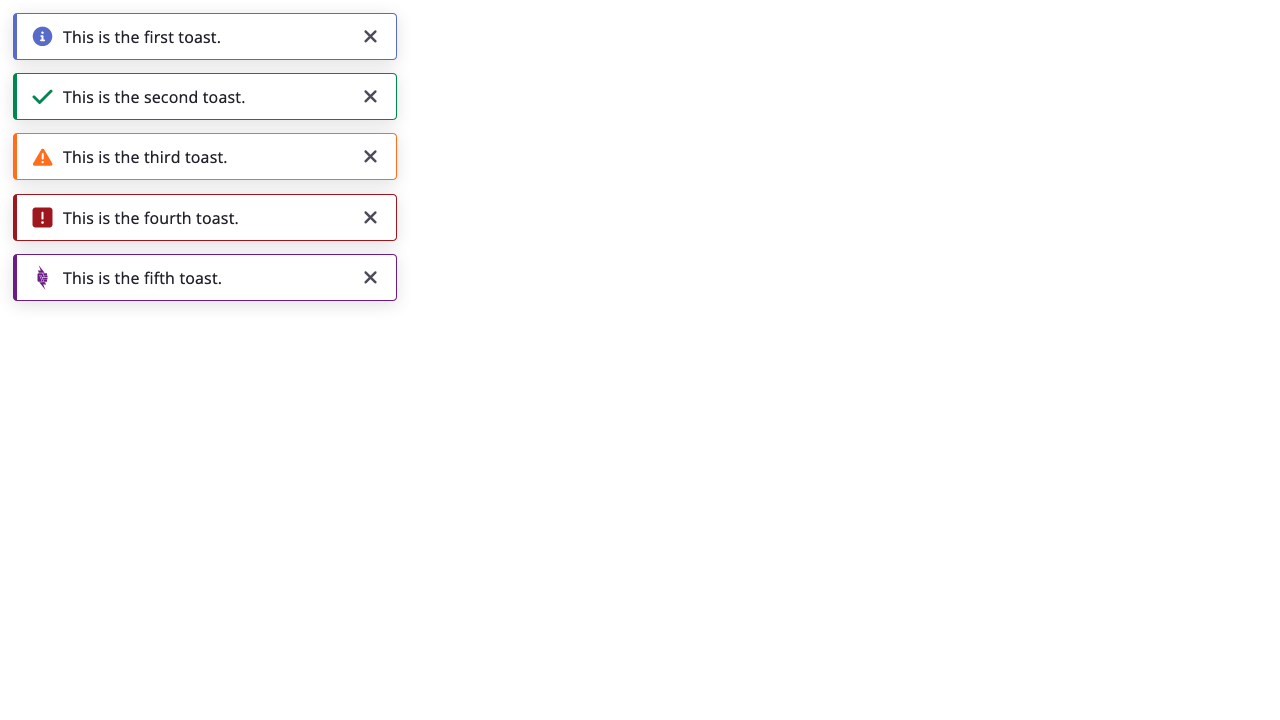 This is the first toast.
This is the second toast.
This is the third toast.
This is the fourth toast.
This is the fifth toast.